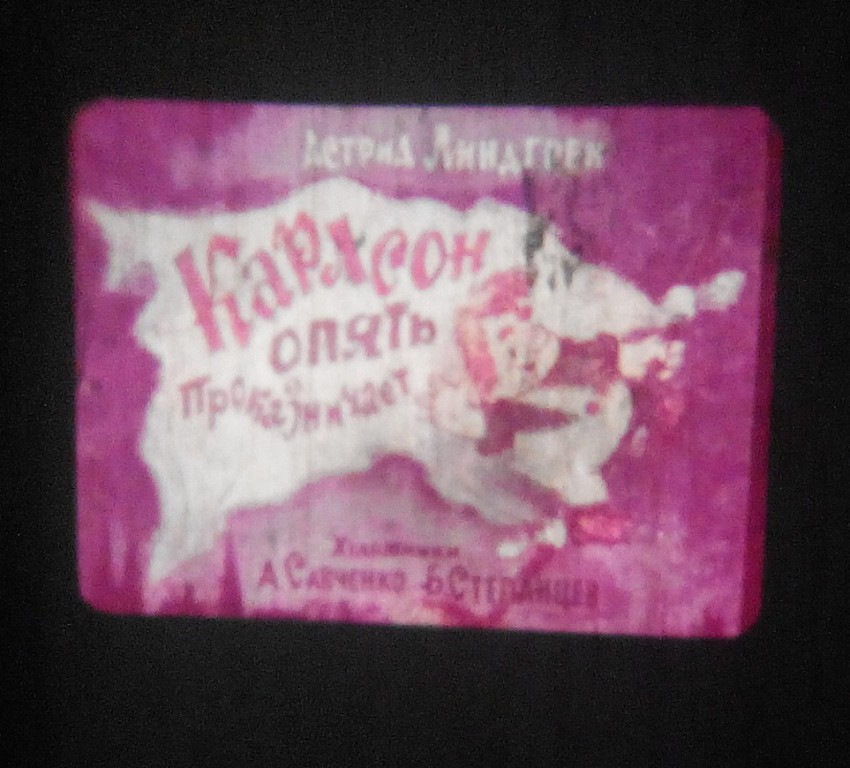 Астрид Линдгрен
Карлсон
опять
проказничает
Художники
А. Савченко Б. Степанцев